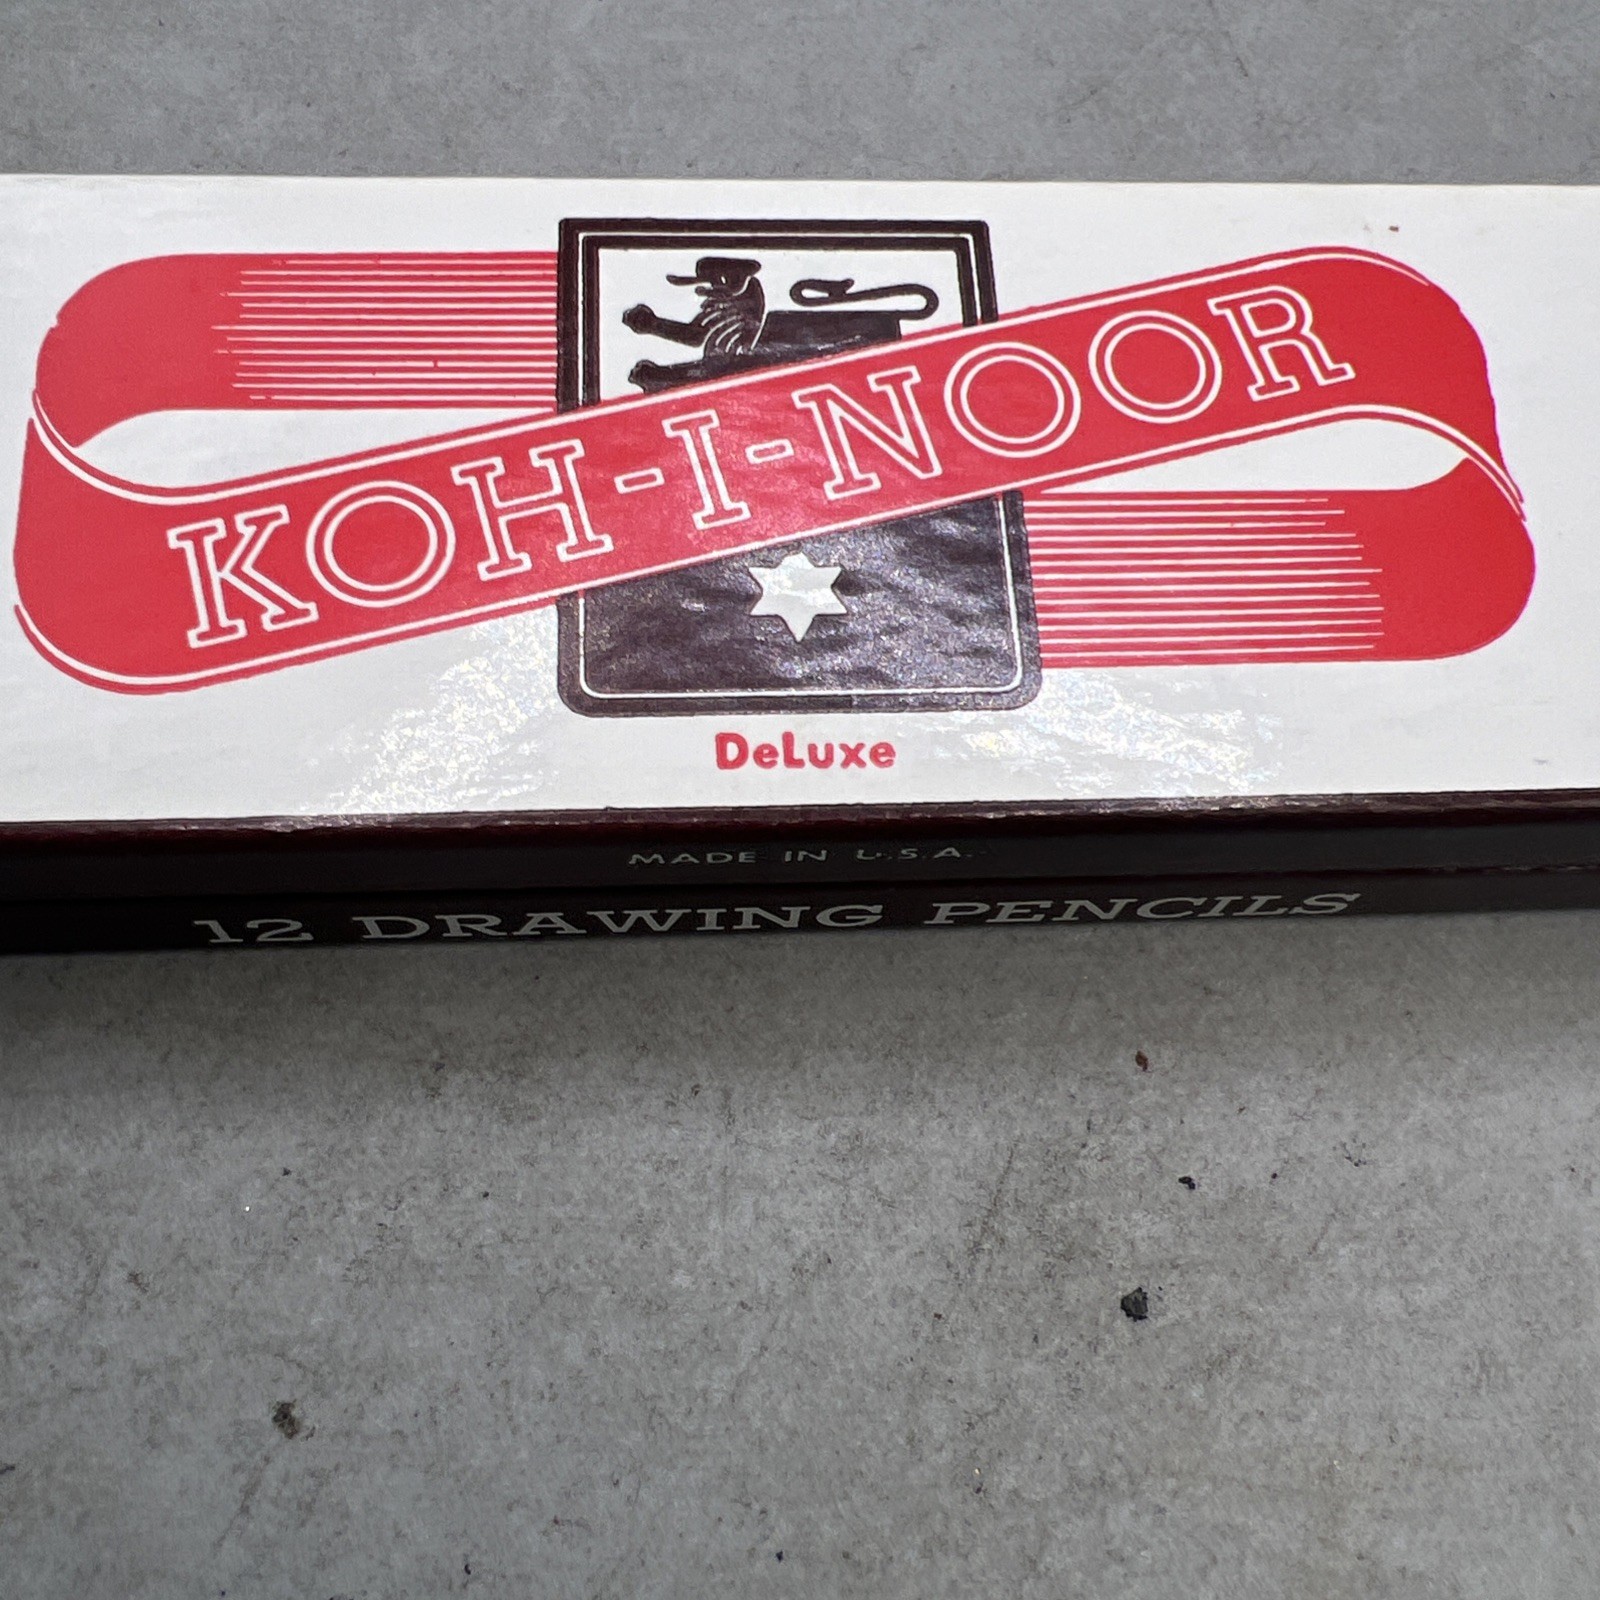 KOH-I-NOOR
DeLuxe
MADE IN U.S.A.
12 DRAWING PENCILS